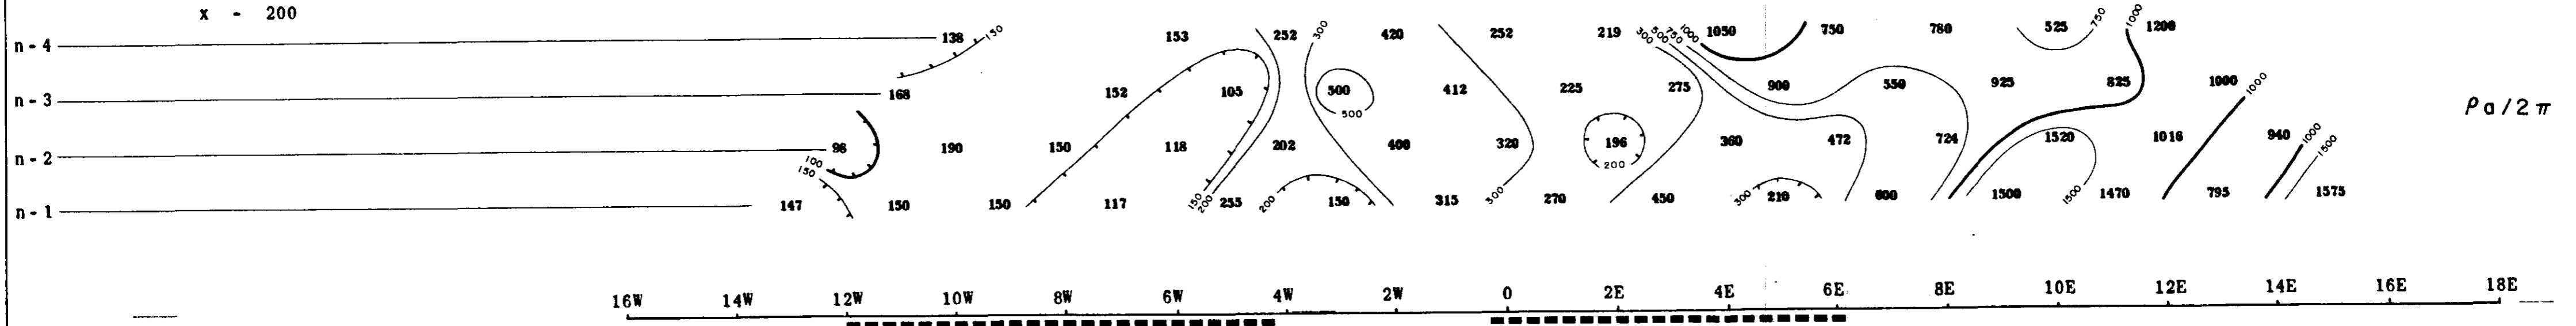 x - 200
n-4 138 150 153 252 300 420 252 219 300 500 750 1000 1050 750 780 525 750 1000 1200
n-3 168 152 105 500 500 412 225 275 900 550 925 825 1000 1000
ρa/2π
n-2 98 190 150 118 202 400 320 196 200 360 472 724 1520 1016 940 1000 1500
100
150
n-1 147 150 150 117 150 200 255 200 150 315 300 270 450 300 210 600 1500 1500 1470 795 1575
16W 14W 12W 10W 8W 6W 4W 2W 0 2E 4E 6E 8E 10E 12E 14E 16E 18E